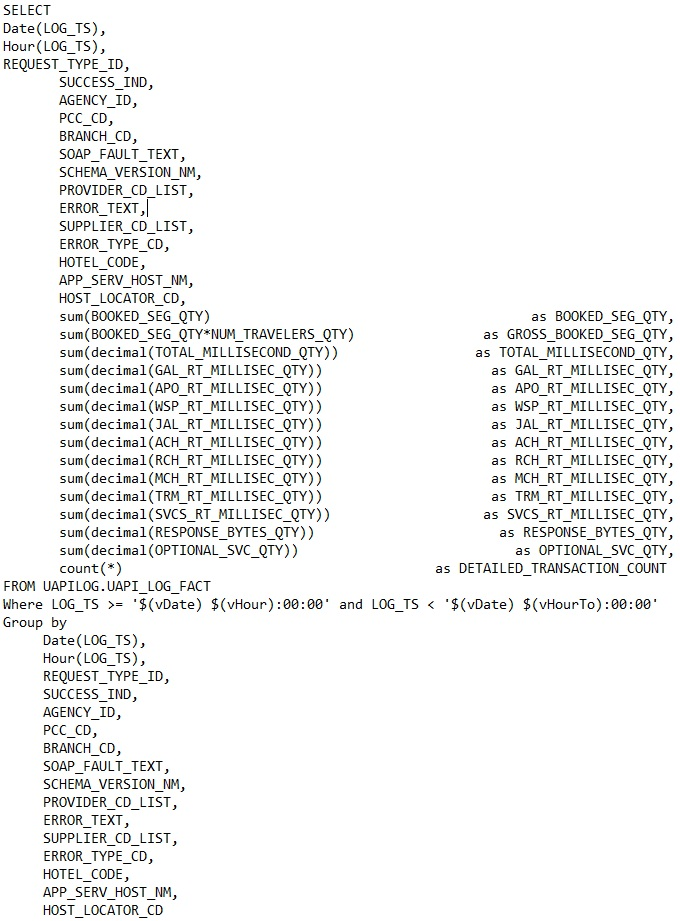 SELECT
Date(LOG_TS),
Hour(LOG_TS),
REQUEST_TYPE_ID,
SUCCESS_IND,
AGENCY_ID,
PCC_CD,
BRANCH_CD,
SOAP_FAULT_TEXT,
SCHEMA_VERSION_NM,
PROVIDER_CD_LIST,
ERROR_TEXT,
SUPPLIER_CD_LIST,
ERROR_TYPE_CD,
HOTEL_CODE,
APP_SERV_HOST_NM,
HOST_LOCATOR_CD,
sum(BOOKED_SEG_QTY) as BOOKED_SEG_QTY,
sum(BOOKED_SEG_QTY*NUM_TRAVELERS_QTY) as GROSS_BOOKED_SEG_QTY,
sum(decimal(TOTAL_MILLISECOND_QTY)) as TOTAL_MILLISECOND_QTY,
sum(decimal(GAL_RT_MILLISEC_QTY)) as GAL_RT_MILLISEC_QTY,
sum(decimal(APO_RT_MILLISEC_QTY)) as APO_RT_MILLISEC_QTY,
sum(decimal(WSP_RT_MILLISEC_QTY)) as WSP_RT_MILLISEC_QTY,
sum(decimal(JAL_RT_MILLISEC_QTY)) as JAL_RT_MILLISEC_QTY,
sum(decimal(ACH_RT_MILLISEC_QTY)) as ACH_RT_MILLISEC_QTY,
sum(decimal(RCH_RT_MILLISEC_QTY)) as RCH_RT_MILLISEC_QTY,
sum(decimal(MCH_RT_MILLISEC_QTY)) as MCH_RT_MILLISEC_QTY,
sum(decimal(TRM_RT_MILLISEC_QTY)) as TRM_RT_MILLISEC_QTY,
sum(decimal(SVCS_RT_MILLISEC_QTY)) as SVCS_RT_MILLISEC_QTY,
sum(decimal(RESPONSE_BYTES_QTY)) as RESPONSE_BYTES_QTY,
sum(decimal(OPTIONAL_SVC_QTY)) as OPTIONAL_SVC_QTY,
count(*) as DETAILED_TRANSACTION_COUNT
FROM UAPILOG.UAPI_LOG_FACT
Where LOG_TS >= '$(vDate) $(vHour):00:00' and LOG_TS < '$(vDate) $(vHourTo):00:00'
Group by
Date(LOG_TS),
Hour(LOG_TS),
REQUEST_TYPE_ID,
SUCCESS_IND,
AGENCY_ID,
PCC_CD,
BRANCH_CD,
SOAP_FAULT_TEXT,
SCHEMA_VERSION_NM,
PROVIDER_CD_LIST,
ERROR_TEXT,
SUPPLIER_CD_LIST,
ERROR_TYPE_CD,
HOTEL_CODE,
APP_SERV_HOST_NM,
HOST_LOCATOR_CD